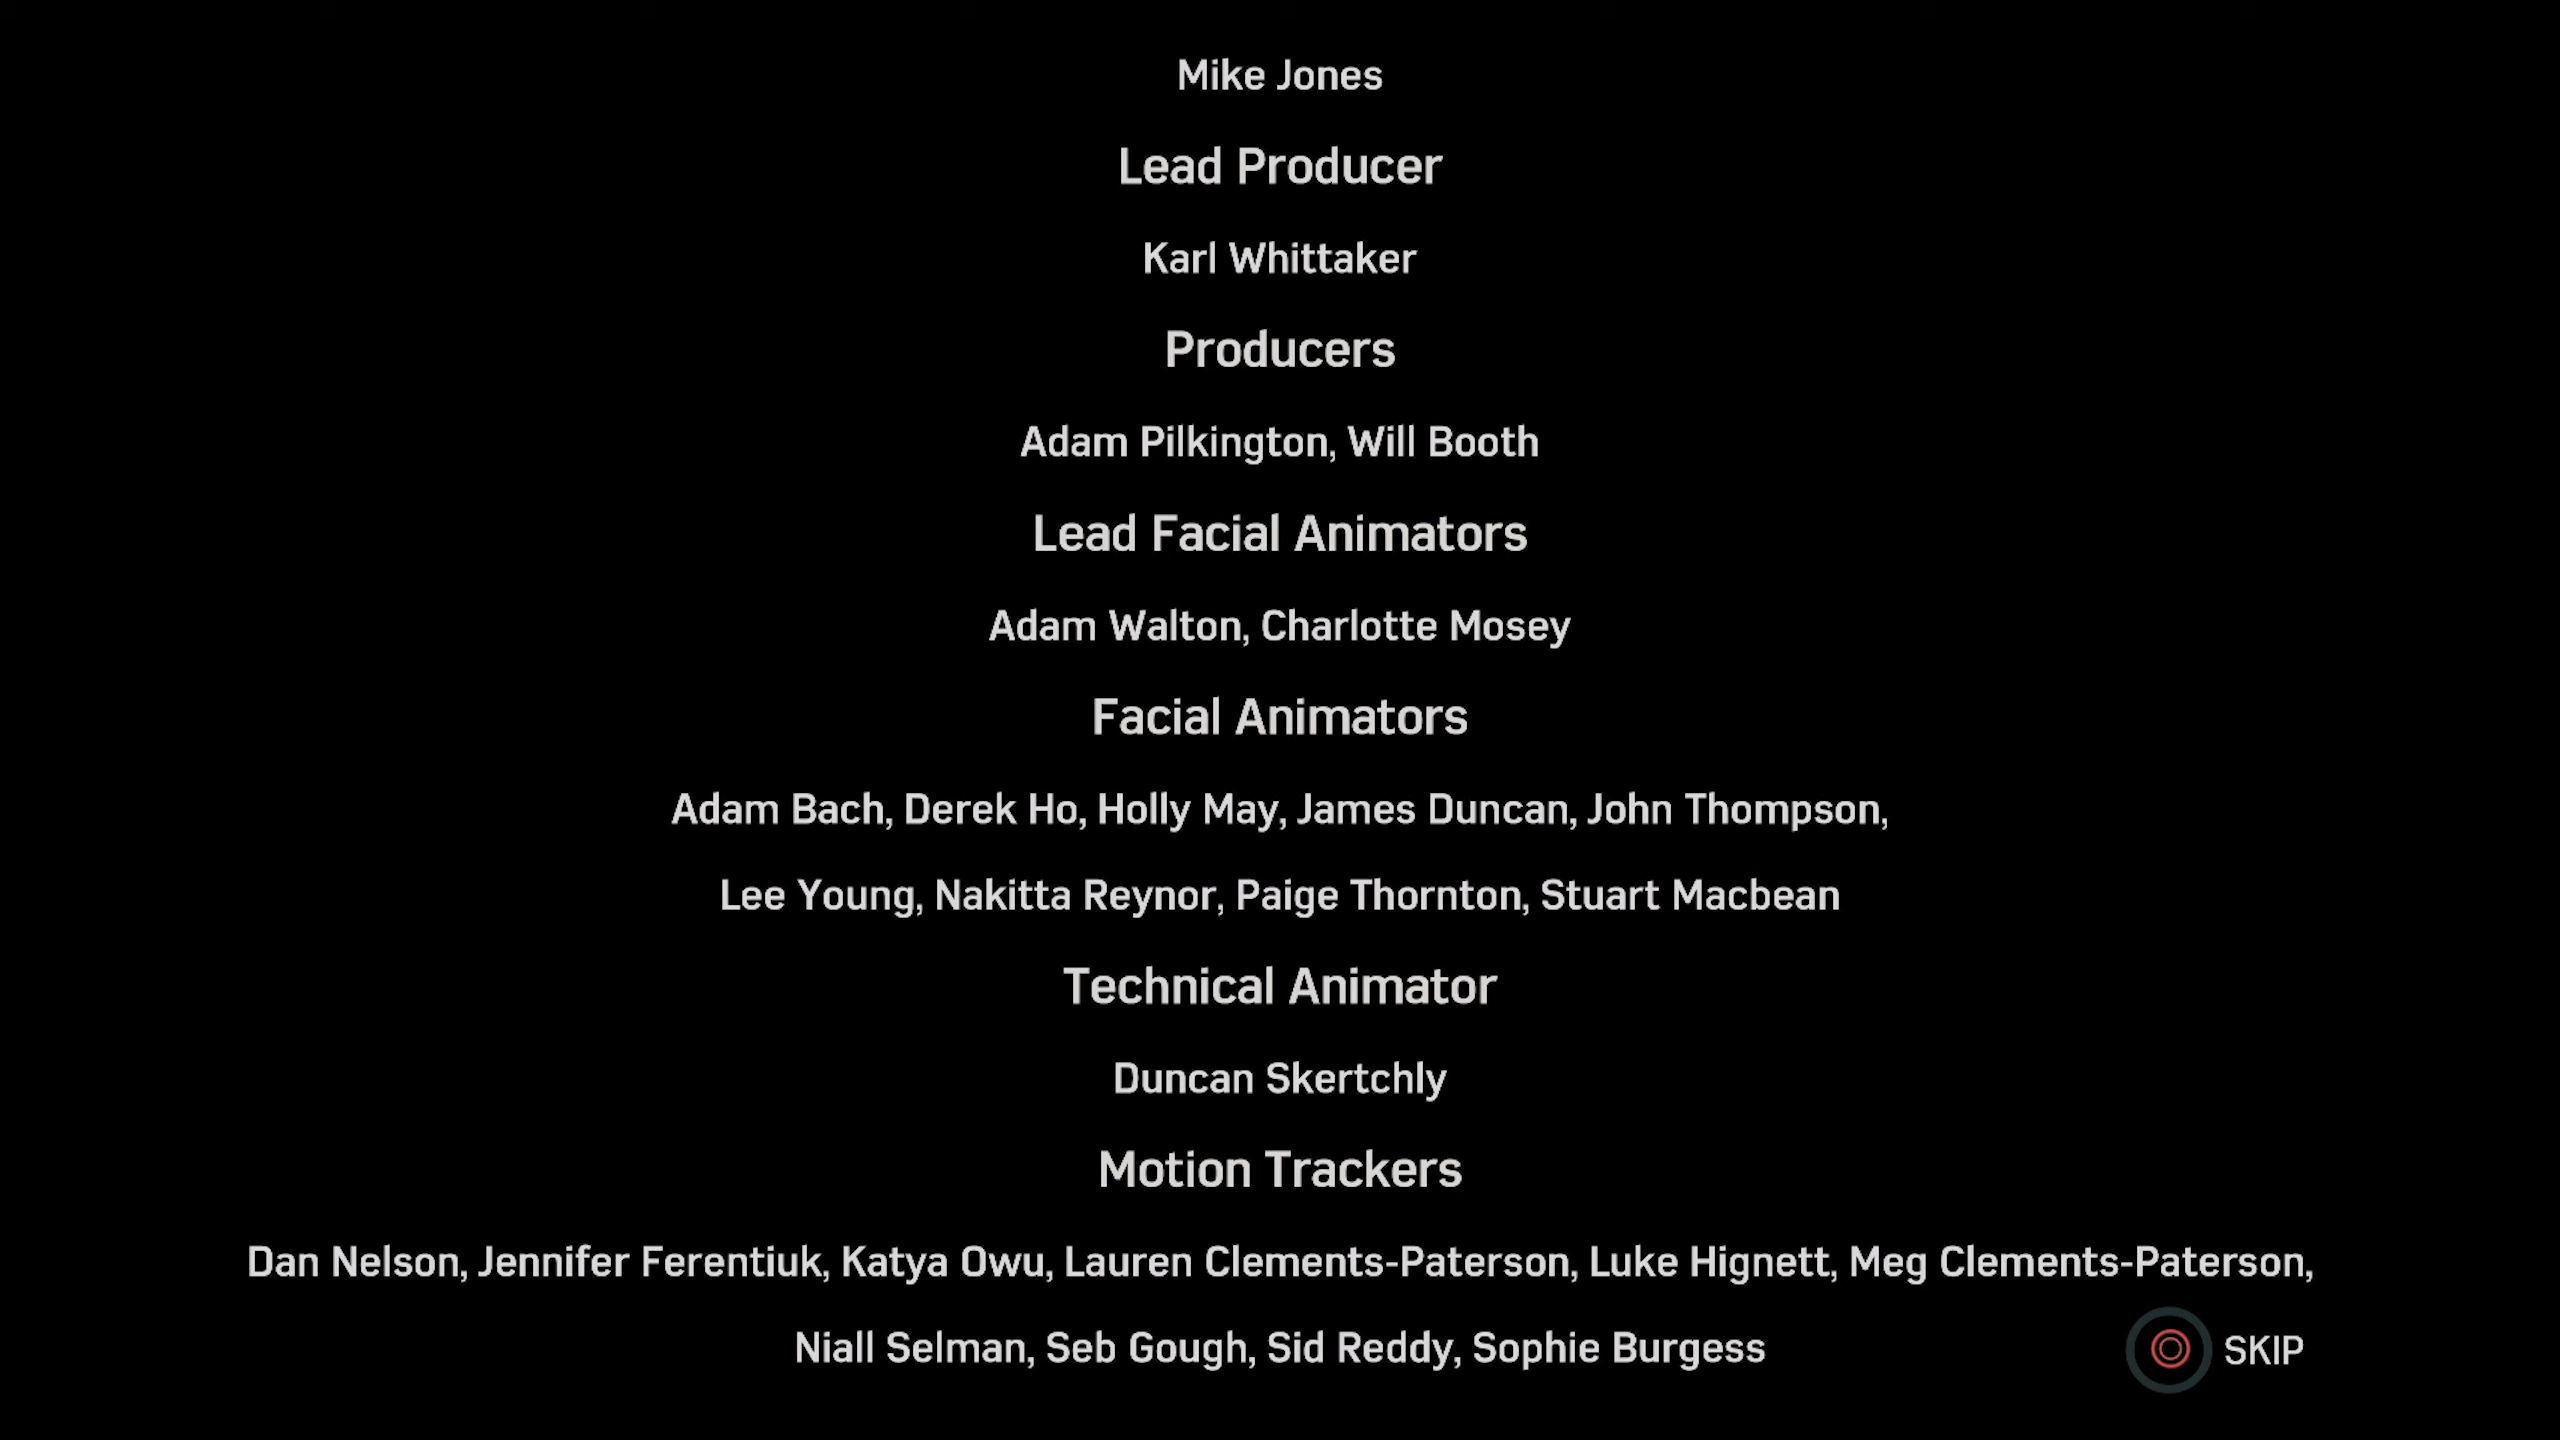 Mike Jones
Lead Producer
Karl Whittaker
Producers
Adam Pilkington, Will Booth
Lead Facial Animators
Adam Walton, Charlotte Mosey
Facial Animators
Adam Bach, Derek Ho, Holly May, James Duncan, John Thompson,
Lee Young, Nakitta Reynor, Paige Thornton, Stuart Macbean
Technical Animator
Duncan Skertchly
Motion Trackers
Dan Nelson, Jennifer Ferentiuk, Katya Owu, Lauren Clements-Paterson, Luke Hignett, Meg Clements-Paterson,
Niall Selman, Seb Gough, Sid Reddy, Sophie Burgess
SKIP